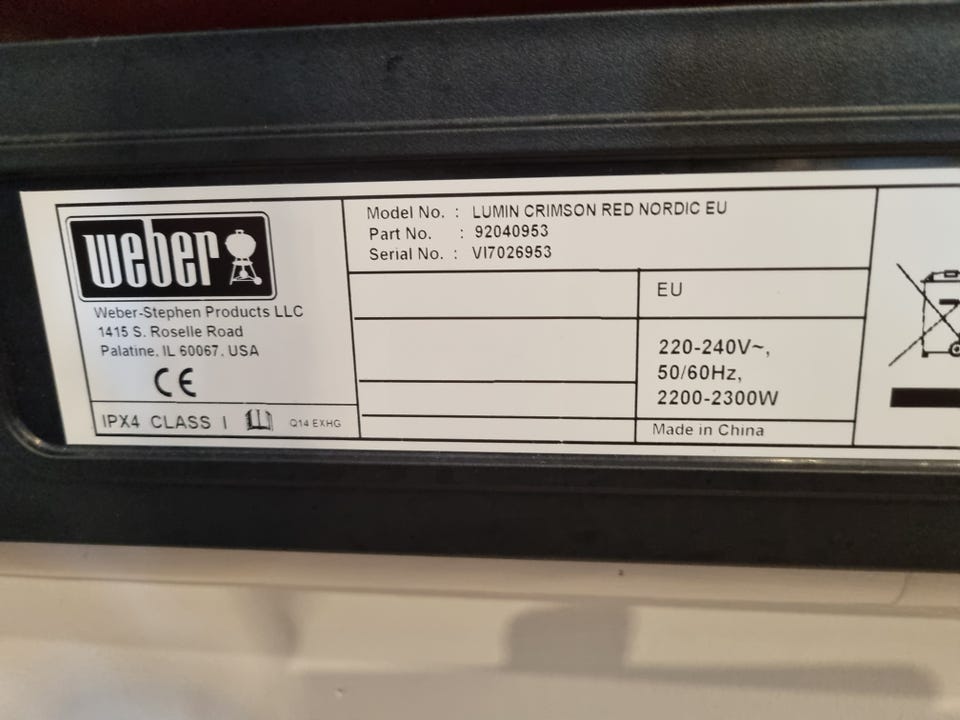 weber
Weber-Stephen Products LLC
1415 S. Roselle Road
Palatine, IL 60067, USA
CE
IPX4 CLASS I
Q14 EXHG
Model No. : LUMIN CRIMSON RED NORDIC EU
Part No. : 92040953
Serial No. : VI7026953
EU
220-240V~,
50/60Hz,
2200-2300W
Made in China